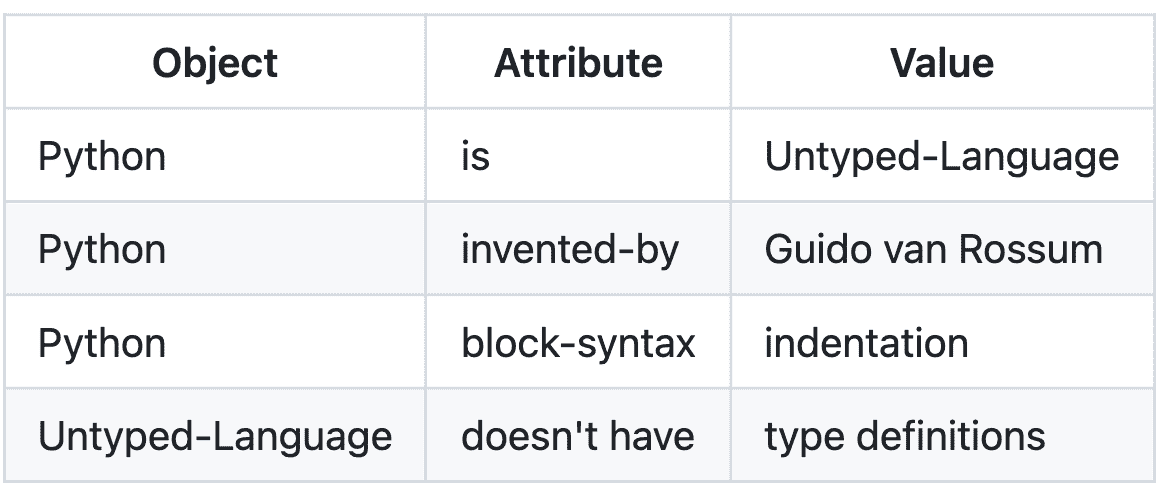 Object Attribute Value
Python is Untyped-Language
Python invented-by Guido van Rossum
Python block-syntax indentation
Untyped-Language doesn't have type definitions